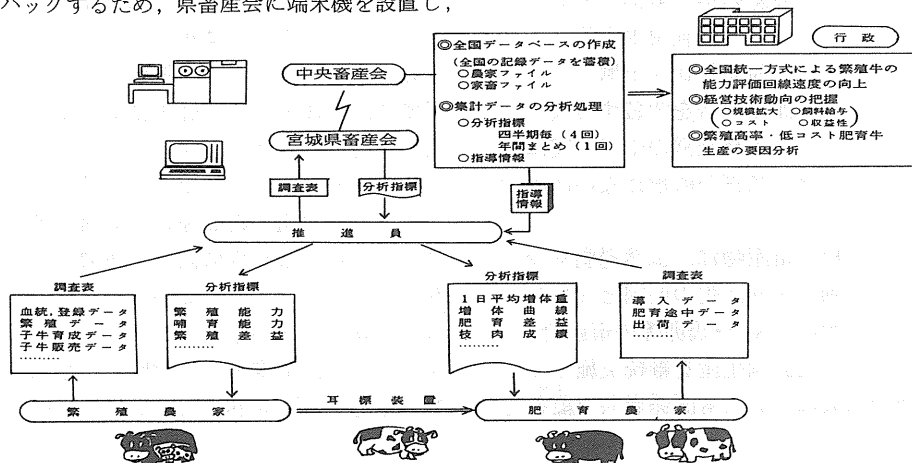 バックするため，県畜産会に端末機を設置し，
中央畜産会
宮城県畜産会
調査表
分析指標
◎全国データベースの作成
(全国の記録データを蓄積)
○農家ファイル
○家畜ファイル
◎集計データの分析処理
○分析指標
四半期毎（4回）
年間まとめ（1回）
○指導情報
指導
情報
行政
◎全国統一方式による繁殖牛の
能力評価回線速度の向上
◎経営技術動向の把握
(○規模拡大 ○飼料給与
○コスト ○収益性)
◎繁殖高率・低コスト肥育牛
生産の要因分析
推進員
調査表
血統，登録データ
繁殖データ
子牛育成データ
子牛販売データ
………
分析指標
繁殖能力
哺育能力
繁殖差益
………
分析指標
1日平均増体重
増体曲線
肥育差益
枝肉成績
………
調査表
導入データ
肥育途中データ
出荷データ
………
繁殖農家
耳標装置
肥育農家